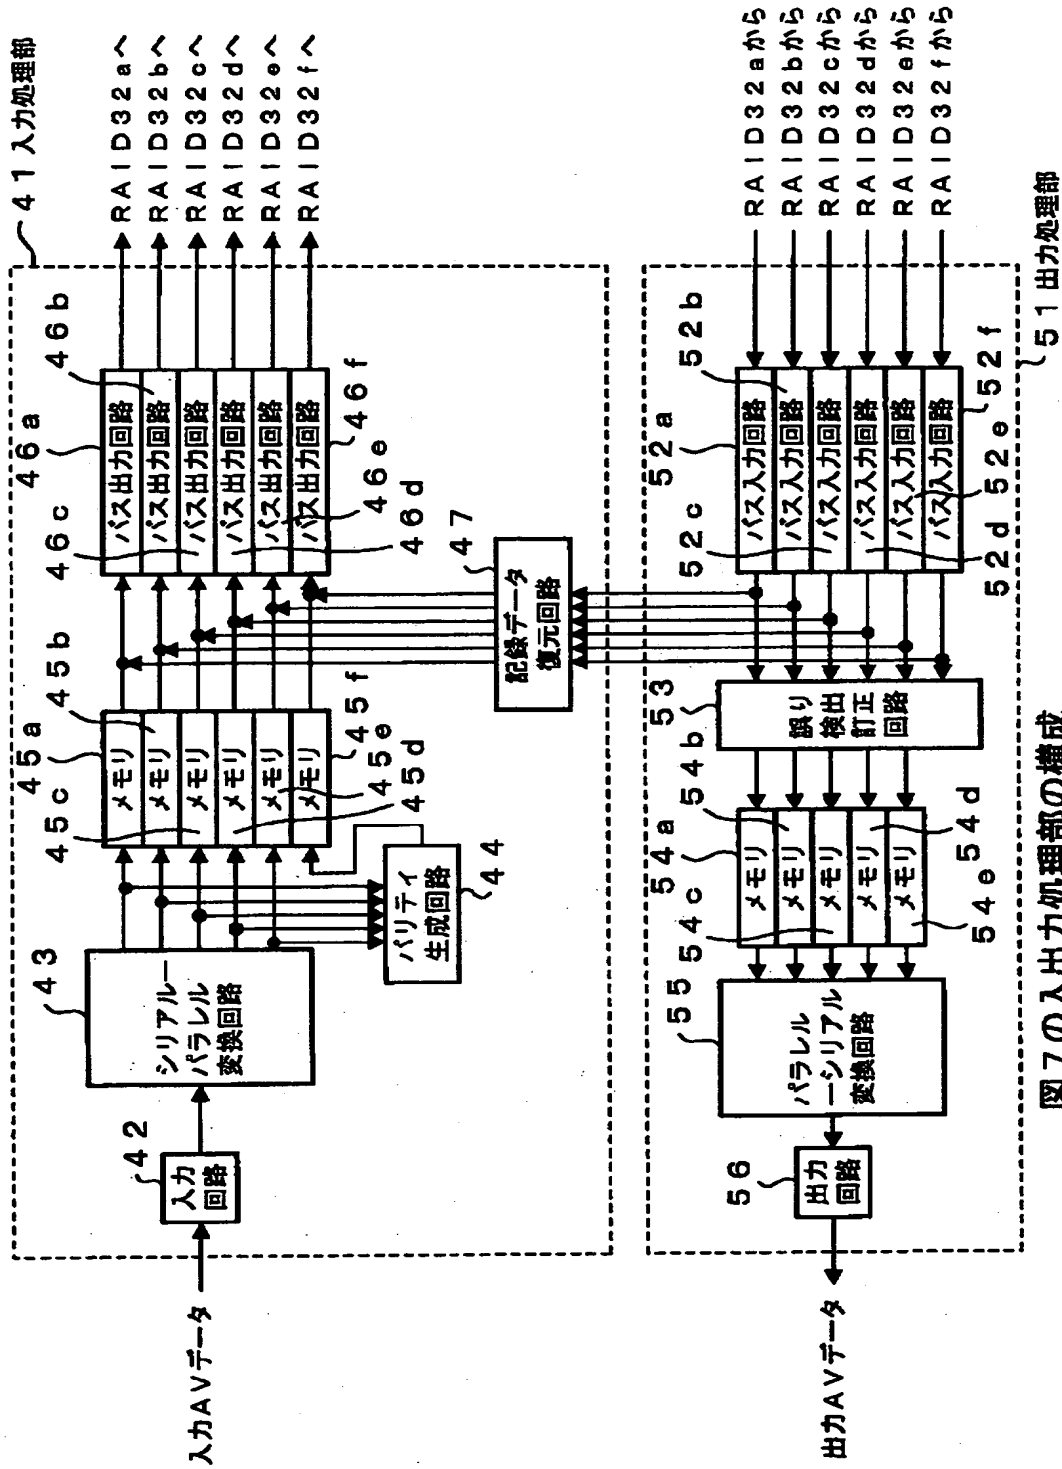 41 入力処理部
RAID32aへ
RAID32bへ
RAID32cへ
RAID32dへ
RAID32eへ
RAID32fへ
46a
46b
46c
バス出力回路
バス出力回路
バス出力回路
バス出力回路
バス出力回路
バス出力回路
46d
46e
46f
47
記録データ
復元回路
45a
45b
45c
メモリ
メモリ
メモリ
メモリ
メモリ
メモリ
45d
45e
45f
44
パリティ
生成回路
43
シリアルー
パラレル
変換回路
42
入力
回路
入力AVデータ
RAID32aから
RAID32bから
RAID32cから
RAID32dから
RAID32eから
RAID32fから
51 出力処理部
52a
52b
52c
バス入力回路
バス入力回路
バス入力回路
バス入力回路
バス入力回路
バス入力回路
52d
52e
52f
53
誤り
検出
訂正
回路
54a
54b
54c
メモリ
メモリ
メモリ
メモリ
メモリ
54d
54e
55
パラレル
ーシリアル
変換回路
56
出力
回路
出力AVデータ
図7の入出力処理部の構成